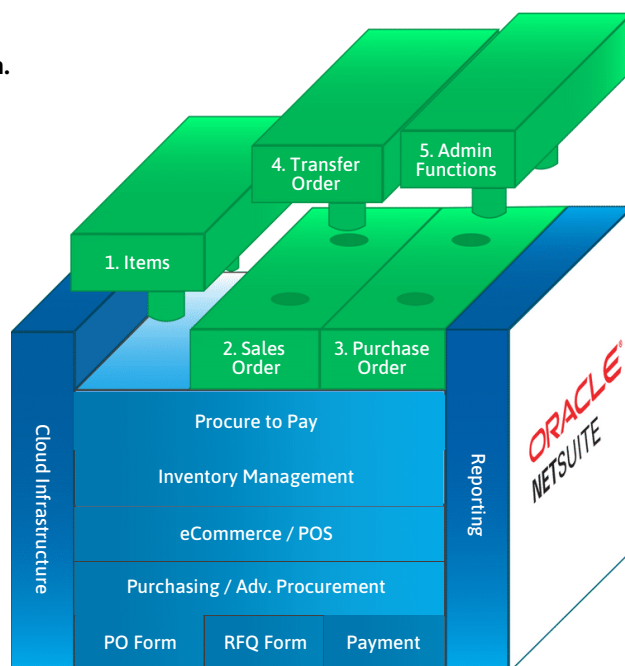 n.
4. Transfer
Order
5. Admin
Functions
1. Items
2. Sales
Order
3. Purchase
Order
Procure to Pay
Inventory Management
eCommerce / POS
Purchasing / Adv. Procurement
PO Form
RFQ Form
Payment
Cloud Infrastructure
Reporting
ORACLE®
NETSUITE